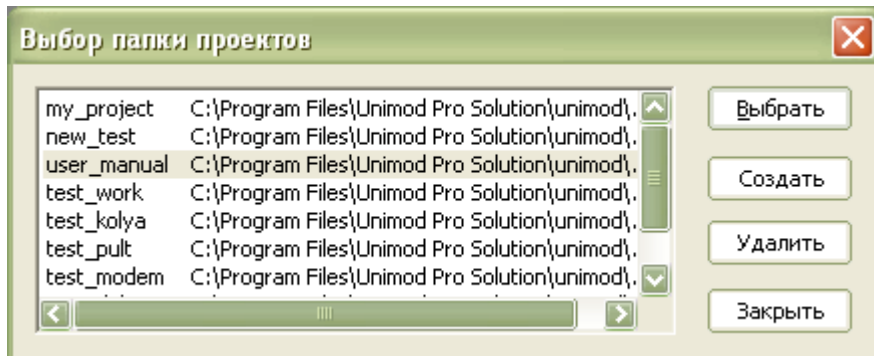 Выбор папки проектов
my_project C:\Program Files\Unimod Pro Solution\unimod\.
new_test C:\Program Files\Unimod Pro Solution\unimod\.
user_manual C:\Program Files\Unimod Pro Solution\unimod\.
test_work C:\Program Files\Unimod Pro Solution\unimod\.
test_kolya C:\Program Files\Unimod Pro Solution\unimod\.
test_pult C:\Program Files\Unimod Pro Solution\unimod\.
test_modem C:\Program Files\Unimod Pro Solution\unimod\.
Выбрать
Создать
Удалить
Закрыть